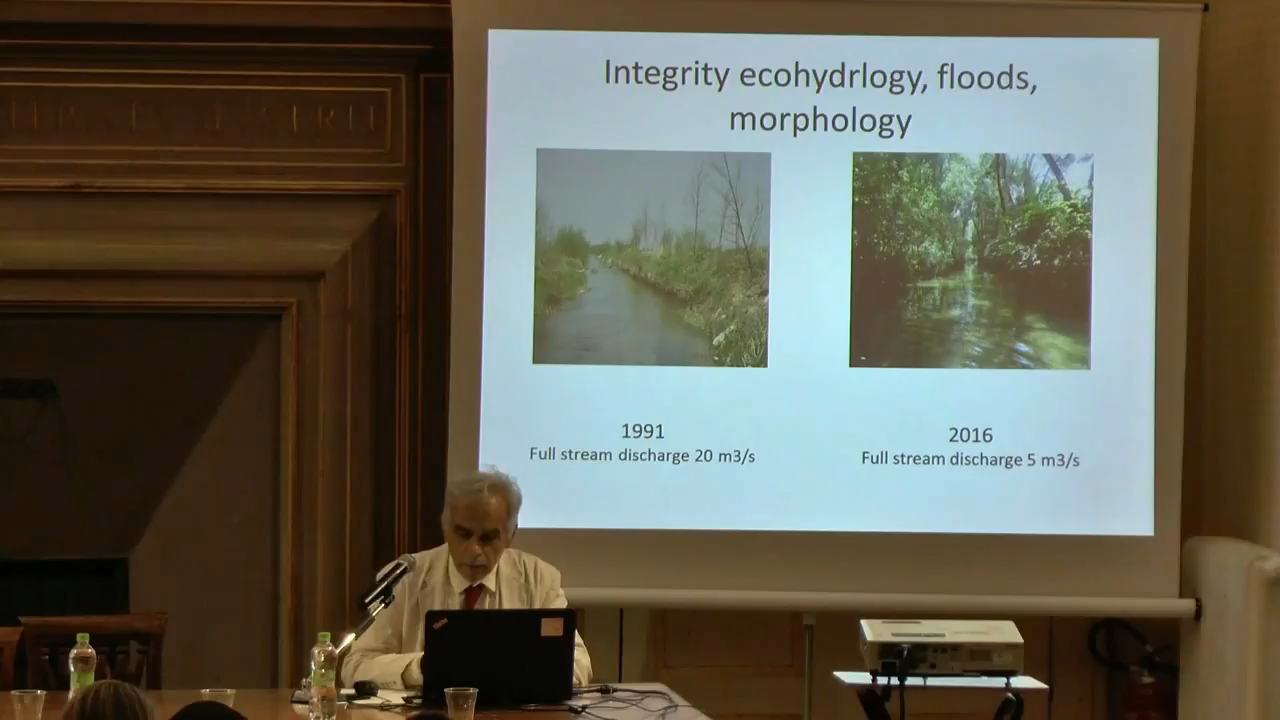 Integrity ecohydrlogy, floods,
morphology
1991
Full stream discharge 20 m3/s
2016
Full stream discharge 5 m3/s